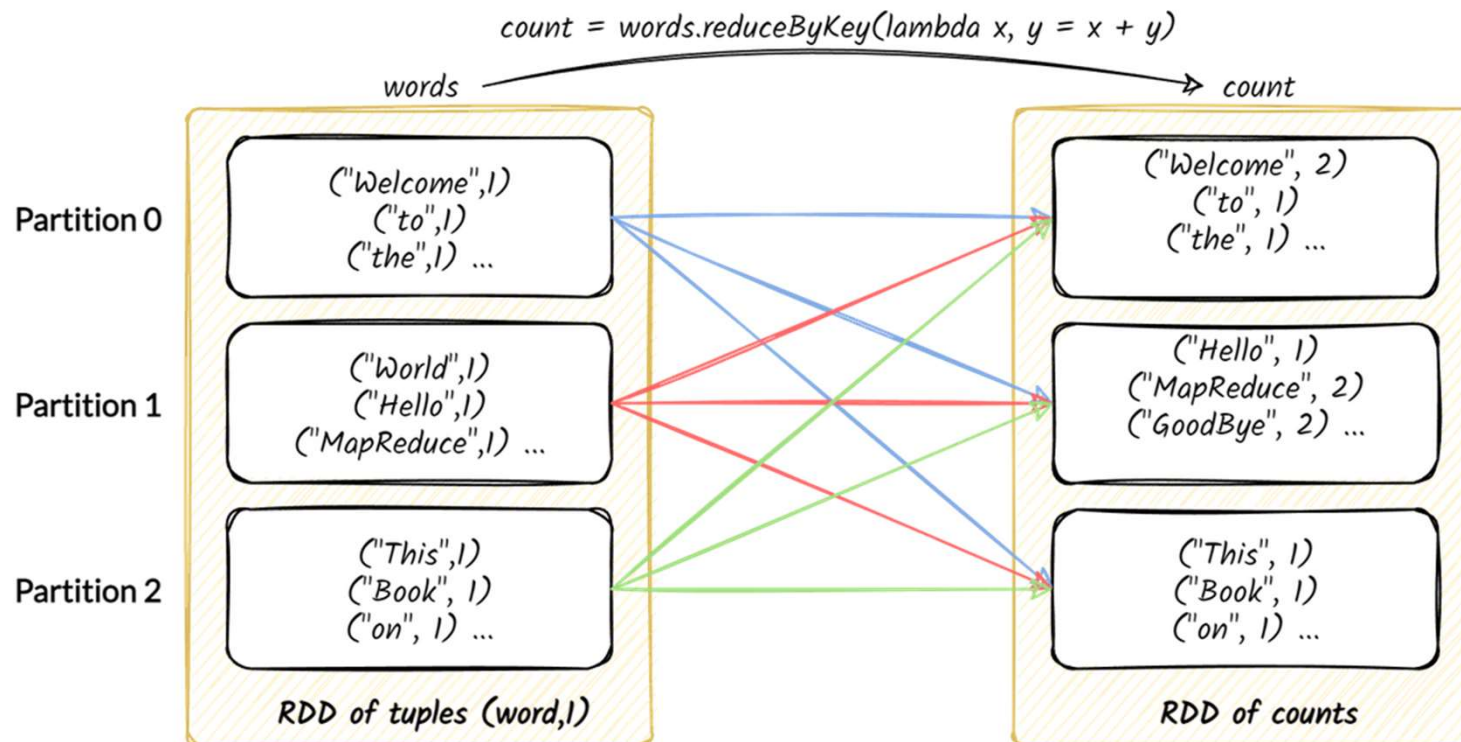 count = words.reduceByKey(lambda x, y = x + y)
words
count
Partition 0
("Welcome",1)
("to",1)
("the",1) ...
("Welcome", 2)
("to", 1)
("the", 1) ...
Partition 1
("World",1)
("Hello",1)
("MapReduce",1) ...
("Hello", 1)
("MapReduce", 2)
("GoodBye", 2) ...
Partition 2
("This",1)
("Book", 1)
("on", 1) ...
("This", 1)
("Book", 1)
("on", 1) ...
RDD of tuples (word,1)
RDD of counts